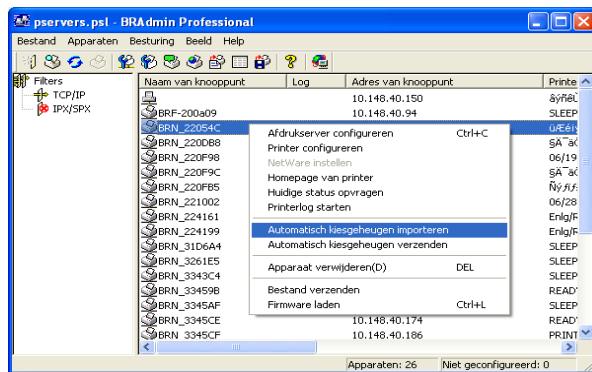 pservers.psl - BRAdmin Professional
Bestand Apparaten Besturing Beeld Help
Filters
TCP/IP
IPX/SPX
Naam van knooppunt Log Adres van knooppunt Printe
10.148.40.150
BRF-200a09 10.148.40.94 SLEEP
BRN_22054C
BRN_220DB8
BRN_220F98 06/19
BRN_220F9C
BRN_220FB5
BRN_221002 06/28
BRN_224161 Enlg/R
BRN_224199 Enlg/R
BRN_31D6A4 SLEEP
BRN_3261E5 SLEEP
BRN_3343C4 SLEEP
BRN_33459B READY
BRN_3345AF SLEEP
BRN_3345CE 10.148.40.174 READY
BRN_3345CF 10.148.40.186 PRINT
Afdrukserver configureren Ctrl+C
Printer configureren
NetWare instellen
Homepage van printer
Huidige status opvragen
Printerlog starten
Automatisch kiesgeheugen importeren
Automatisch kiesgeheugen verzenden
Apparaat verwijderen(D) DEL
Bestand verzenden
Firmware laden Ctrl+L
Apparaten: 26 Niet geconfigureerd: 0